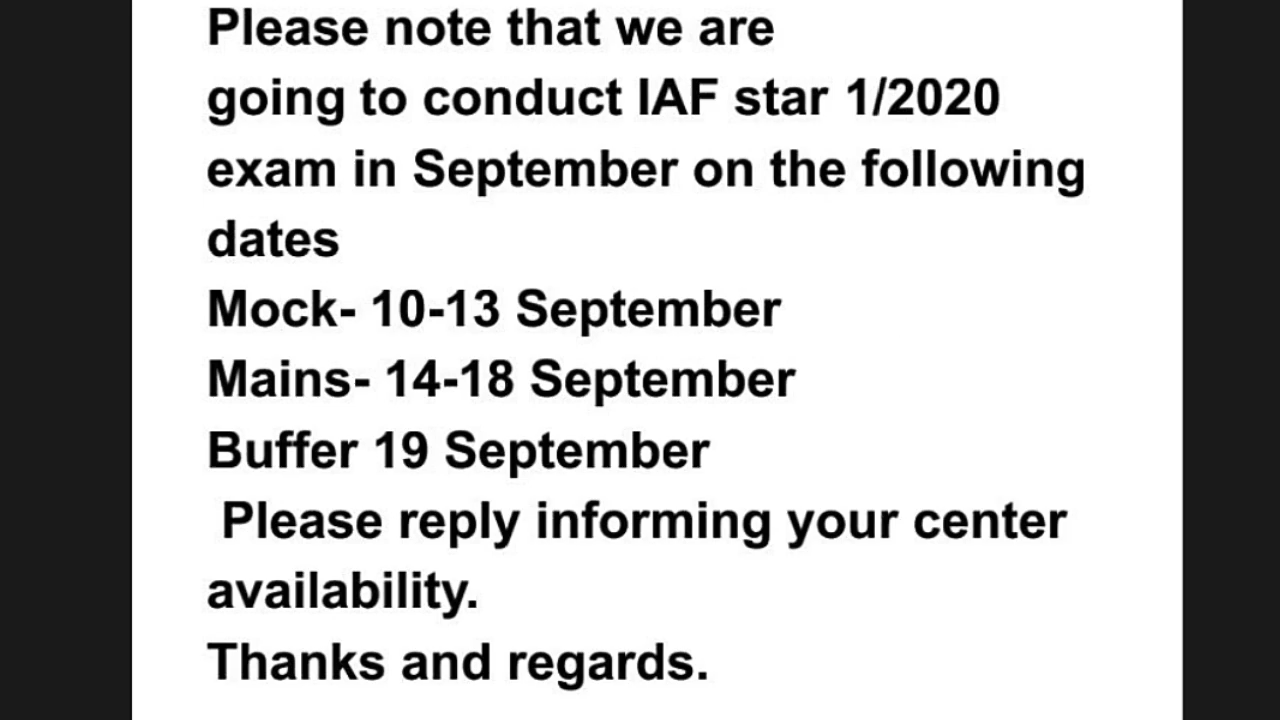 Please note that we are
going to conduct IAF star 1/2020
exam in September on the following
dates
Mock- 10-13 September
Mains- 14-18 September
Buffer 19 September
Please reply informing your center
availability.
Thanks and regards.